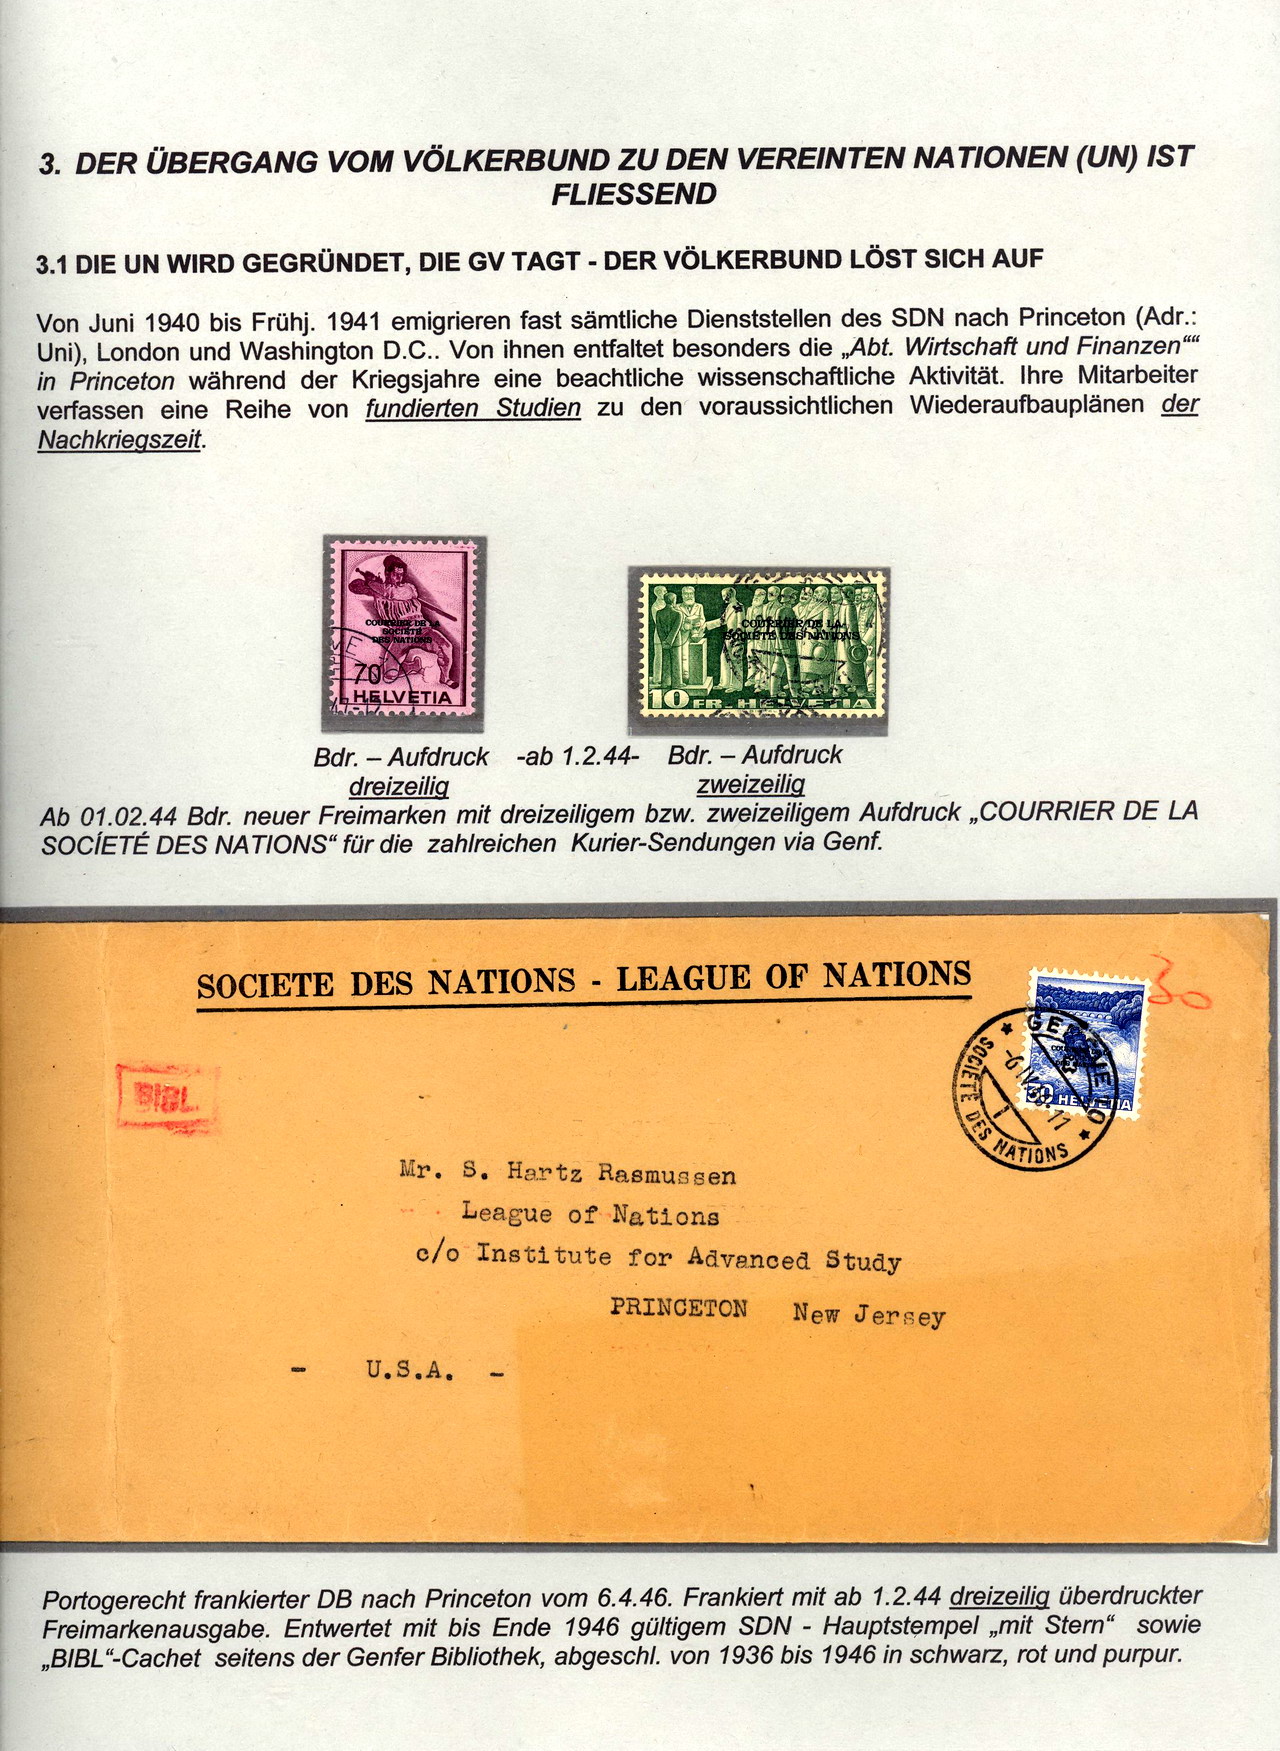 3. DER ÜBERGANG VOM VÖLKERBUND ZU DEN VEREINTEN NATIONEN (UN) IST
FLIESSEND
3.1 DIE UN WIRD GEGRÜNDET, DIE GV TAGT - DER VÖLKERBUND LÖST SICH AUF
Von Juni 1940 bis Frühj. 1941 emigrieren fast sämtliche Dienststellen des SDN nach Princeton (Adr.:
Uni), London und Washington D.C.. Von ihnen entfaltet besonders die „Abt. Wirtschaft und Finanzen““
in Princeton während der Kriegsjahre eine beachtliche wissenschaftliche Aktivität. Ihre Mitarbeiter
verfassen eine Reihe von fundierten Studien zu den voraussichtlichen Wiederaufbauplänen der
Nachkriegszeit.
COURRIER DE LA
SOCIÉTÉ
DES NATIONS
70
HELVETIA
COURRIER DE LA
SOCIÉTÉ DES NATIONS
10 FR. HELVETIA
Bdr. – Aufdruck -ab 1.2.44- Bdr. – Aufdruck
dreizeilig zweizeilig
Ab 01.02.44 Bdr. neuer Freimarken mit dreizeiligem bzw. zweizeiligem Aufdruck „COURRIER DE LA
SOCÍETÉ DES NATIONS“ für die zahlreichen Kurier-Sendungen via Genf.
SOCIETE DES NATIONS - LEAGUE OF NATIONS
30
GENEVE 10
SOCIETE DES NATIONS
1
HELVETIA
BIBL.
Mr. S. Hartz Rasmussen
League of Nations
c/o Institute for Advanced Study
PRINCETON New Jersey
- U.S.A. -
Portogerecht frankierter DB nach Princeton vom 6.4.46. Frankiert mit ab 1.2.44 dreizeilig überdruckter
Freimarkenausgabe. Entwertet mit bis Ende 1946 gültigem SDN - Hauptstempel „mit Stern“ sowie
„BIBL“-Cachet seitens der Genfer Bibliothek, abgeschl. von 1936 bis 1946 in schwarz, rot und purpur.